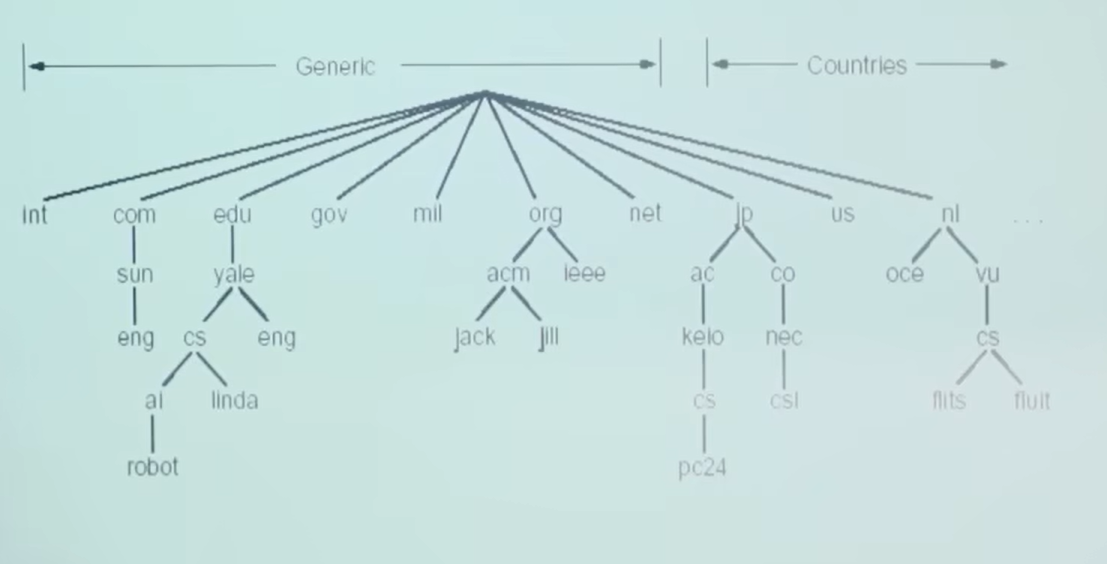 Generic Countries
int com edu gov mil org net jp us nl ...
sun yale acm ieee ac co oce vu
eng cs eng jack jill keio nec cs
ai linda cs csl flits fluit
robot pc24